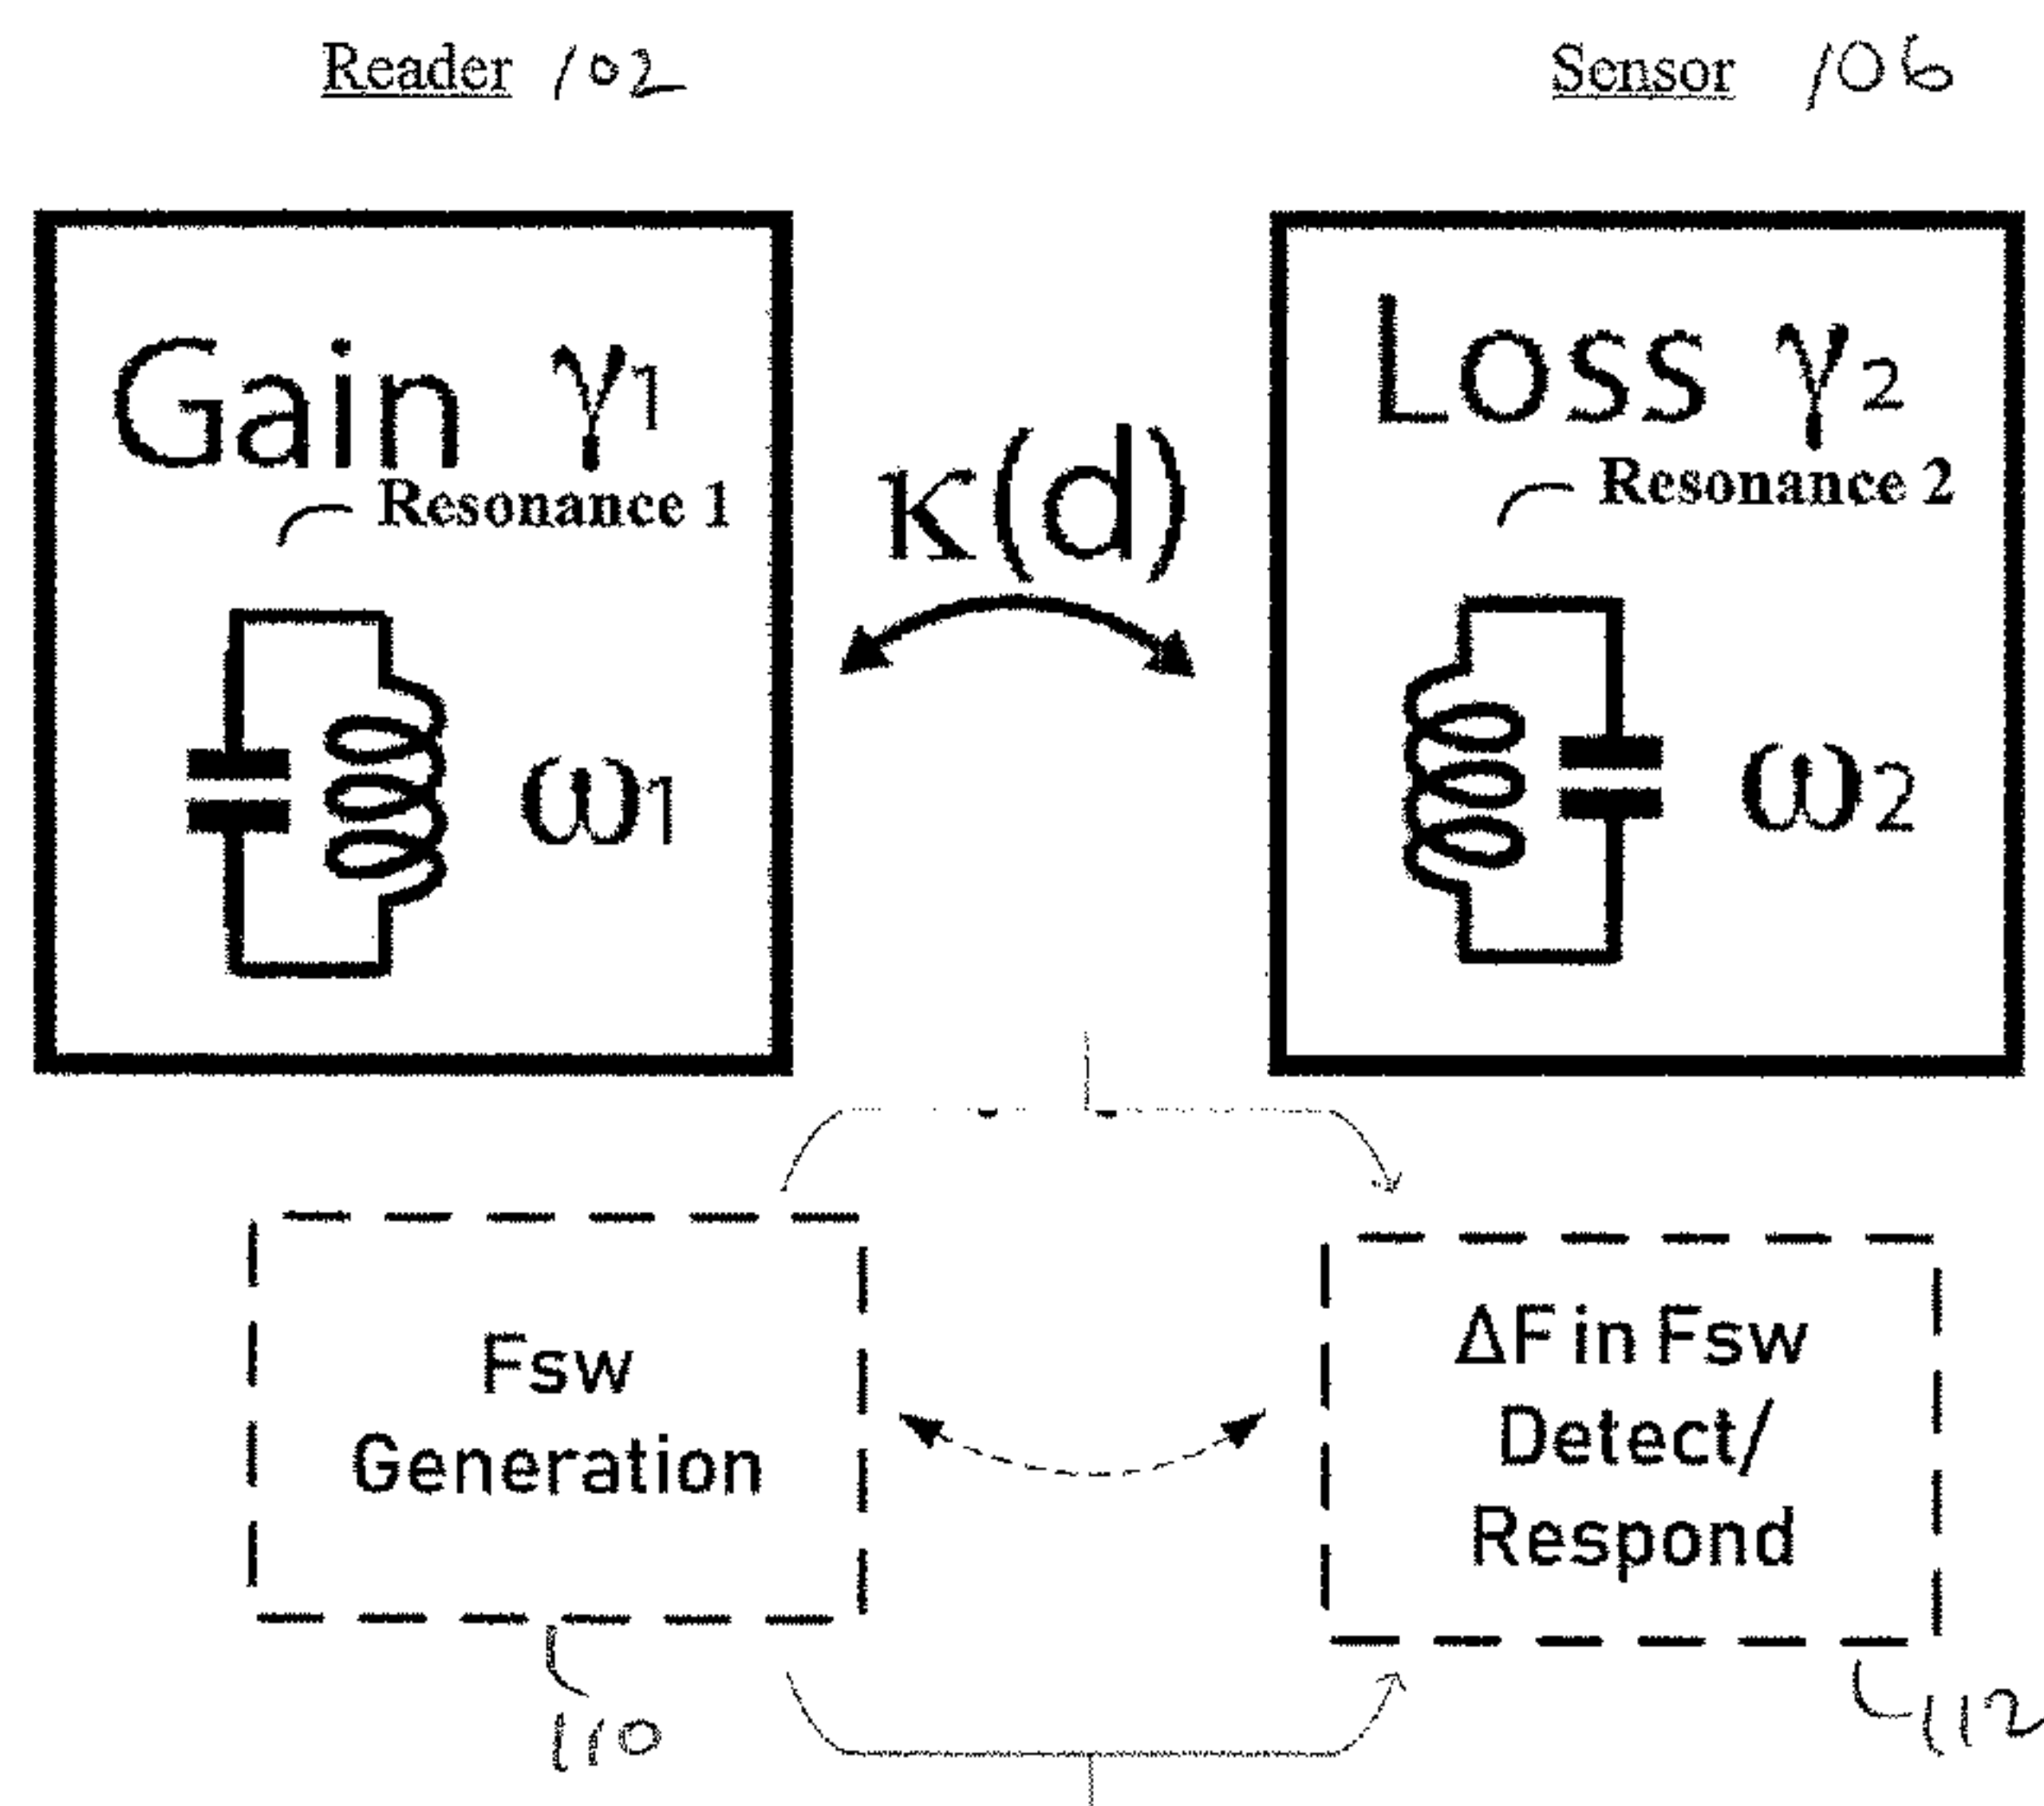 Reader 102
Sensor 106
Gain γ1
Resonance 1
ω1
κ(d)
Loss γ2
Resonance 2
ω2
Fsw
Generation
110
ΔF in Fsw
Detect/
Respond
112